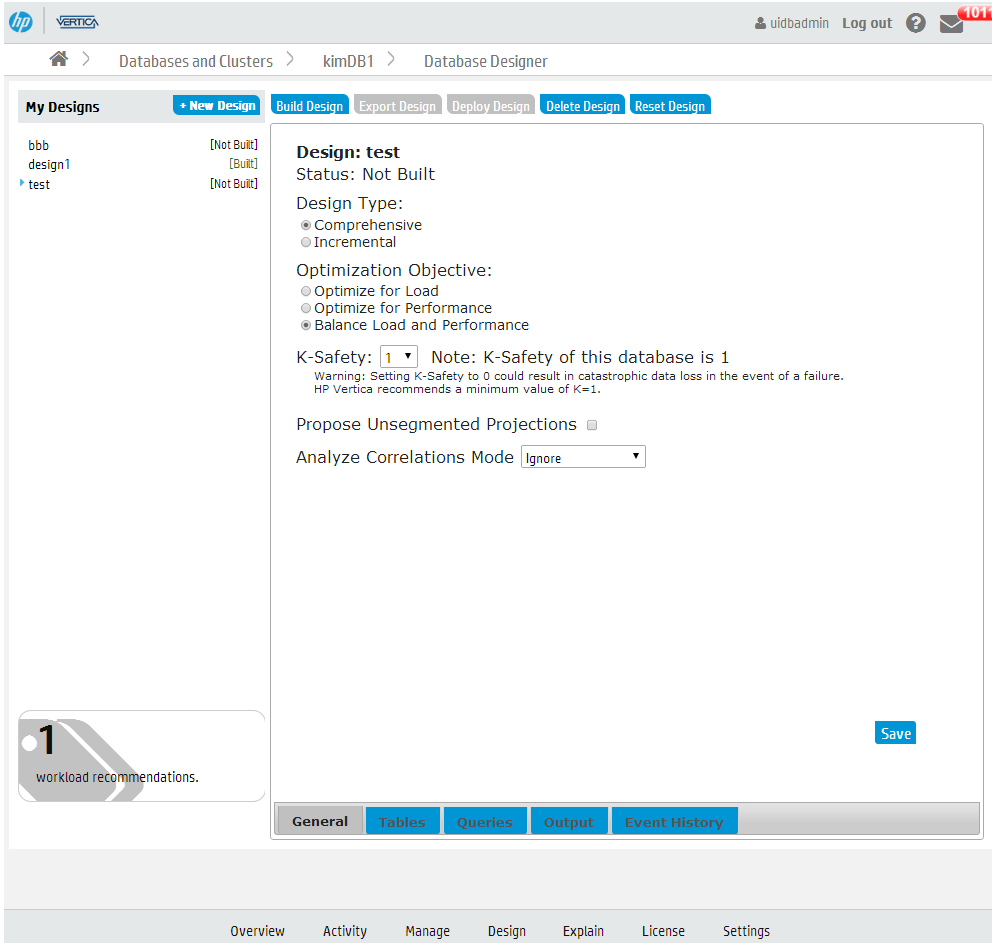 hp VERTICA uidbadmin Log out ? 1011
Databases and Clusters kimDB1 Database Designer
My Designs + New Design Build Design Export Design Deploy Design Delete Design Reset Design
bbb [Not Built]
design1 [Built]
test [Not Built]
Design: test
Status: Not Built
Design Type:
Comprehensive
Incremental
Optimization Objective:
Optimize for Load
Optimize for Performance
Balance Load and Performance
K-Safety: 1 Note: K-Safety of this database is 1
Warning: Setting K-Safety to 0 could result in catastrophic data loss in the event of a failure.
HP Vertica recommends a minimum value of K=1.
Propose Unsegmented Projections
Analyze Correlations Mode Ignore
Save
1
workload recommendations.
General Tables Queries Output Event History
Overview Activity Manage Design Explain License Settings